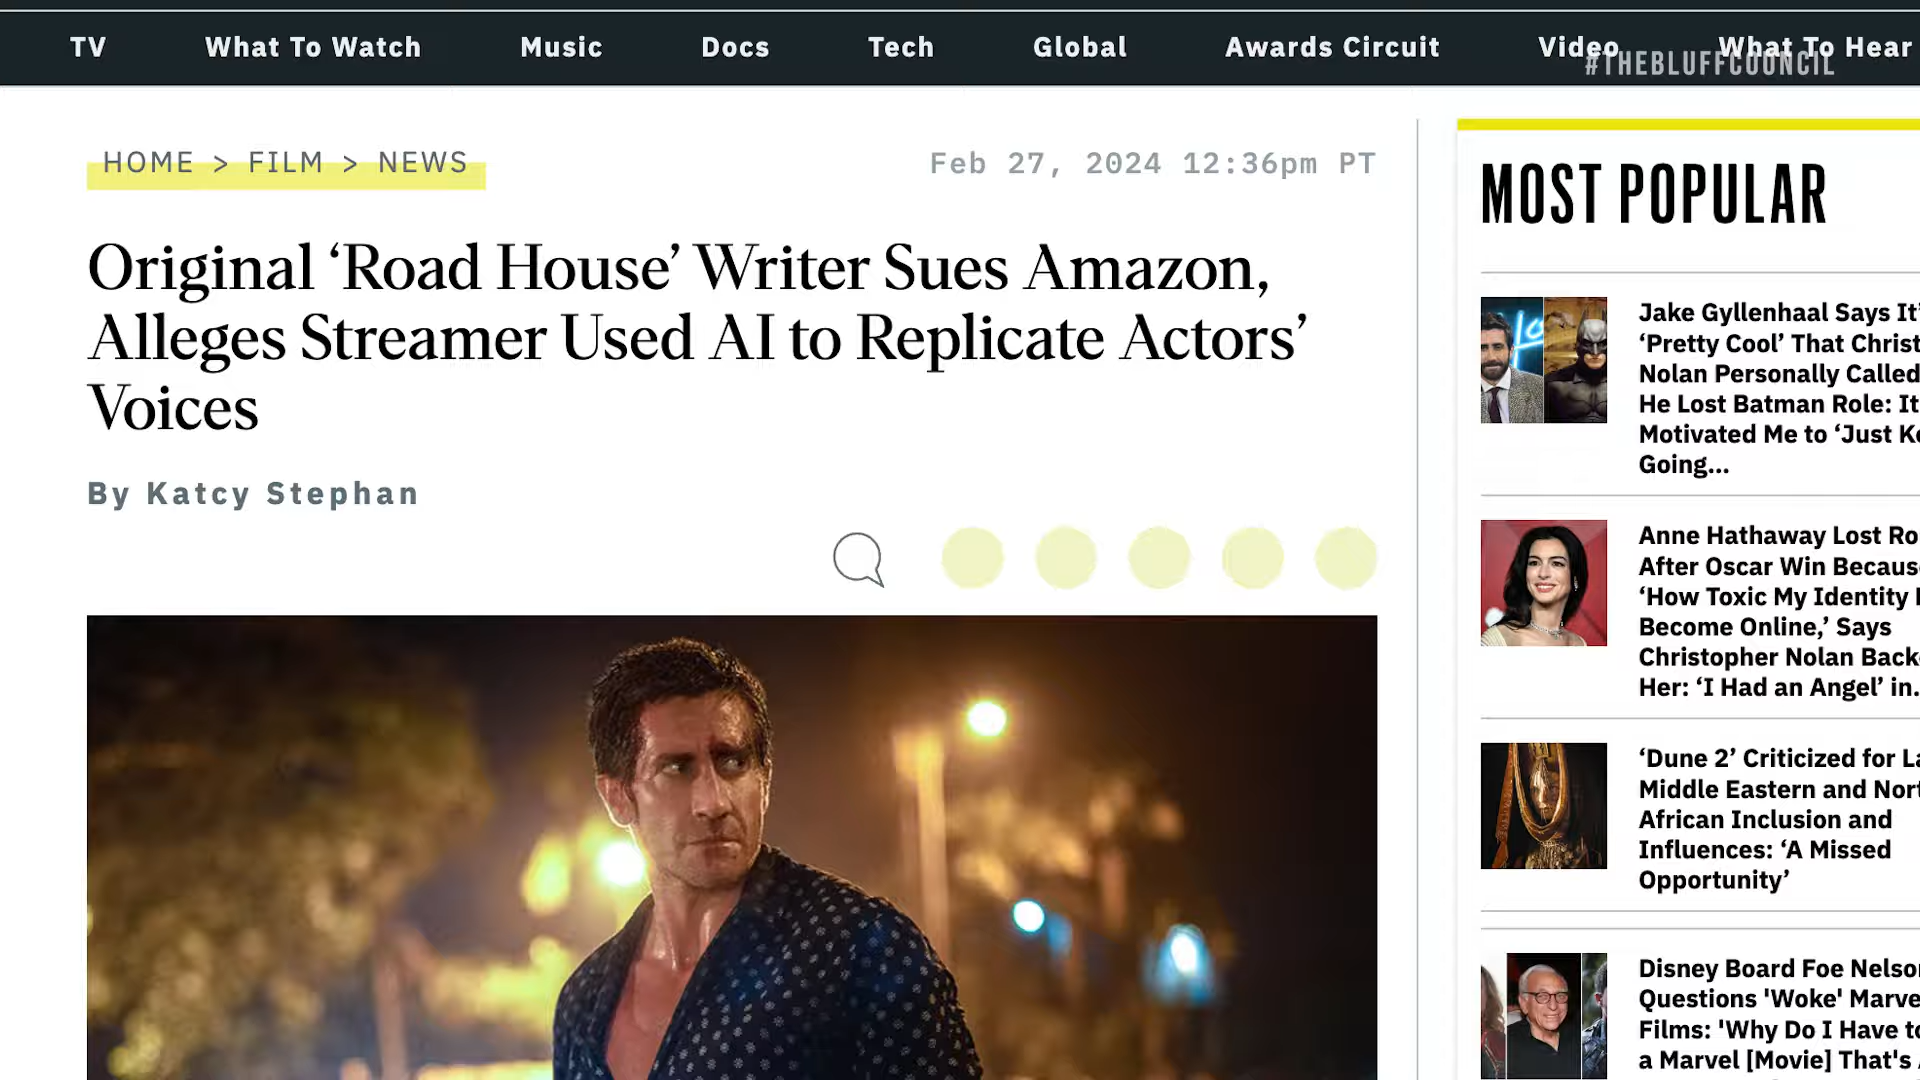 TV What To Watch Music Docs Tech Global Awards Circuit Video What To Hear
#THEBLUFFCOUNCIL
HOME > FILM > NEWS
Feb 27, 2024 12:36pm PT
Original ‘Road House’ Writer Sues Amazon,
Alleges Streamer Used AI to Replicate Actors’
Voices
By Katcy Stephan
MOST POPULAR
Jake Gyllenhaal Says It’
‘Pretty Cool’ That Christ
Nolan Personally Called
He Lost Batman Role: It
Motivated Me to ‘Just Ke
Going...
Anne Hathaway Lost Ro
After Oscar Win Becaus
‘How Toxic My Identity
Become Online,’ Says
Christopher Nolan Back
Her: ‘I Had an Angel’ in.
‘Dune 2’ Criticized for La
Middle Eastern and Nort
African Inclusion and
Influences: ‘A Missed
Opportunity’
Disney Board Foe Nelso
Questions 'Woke' Marve
Films: 'Why Do I Have to
a Marvel [Movie] That's